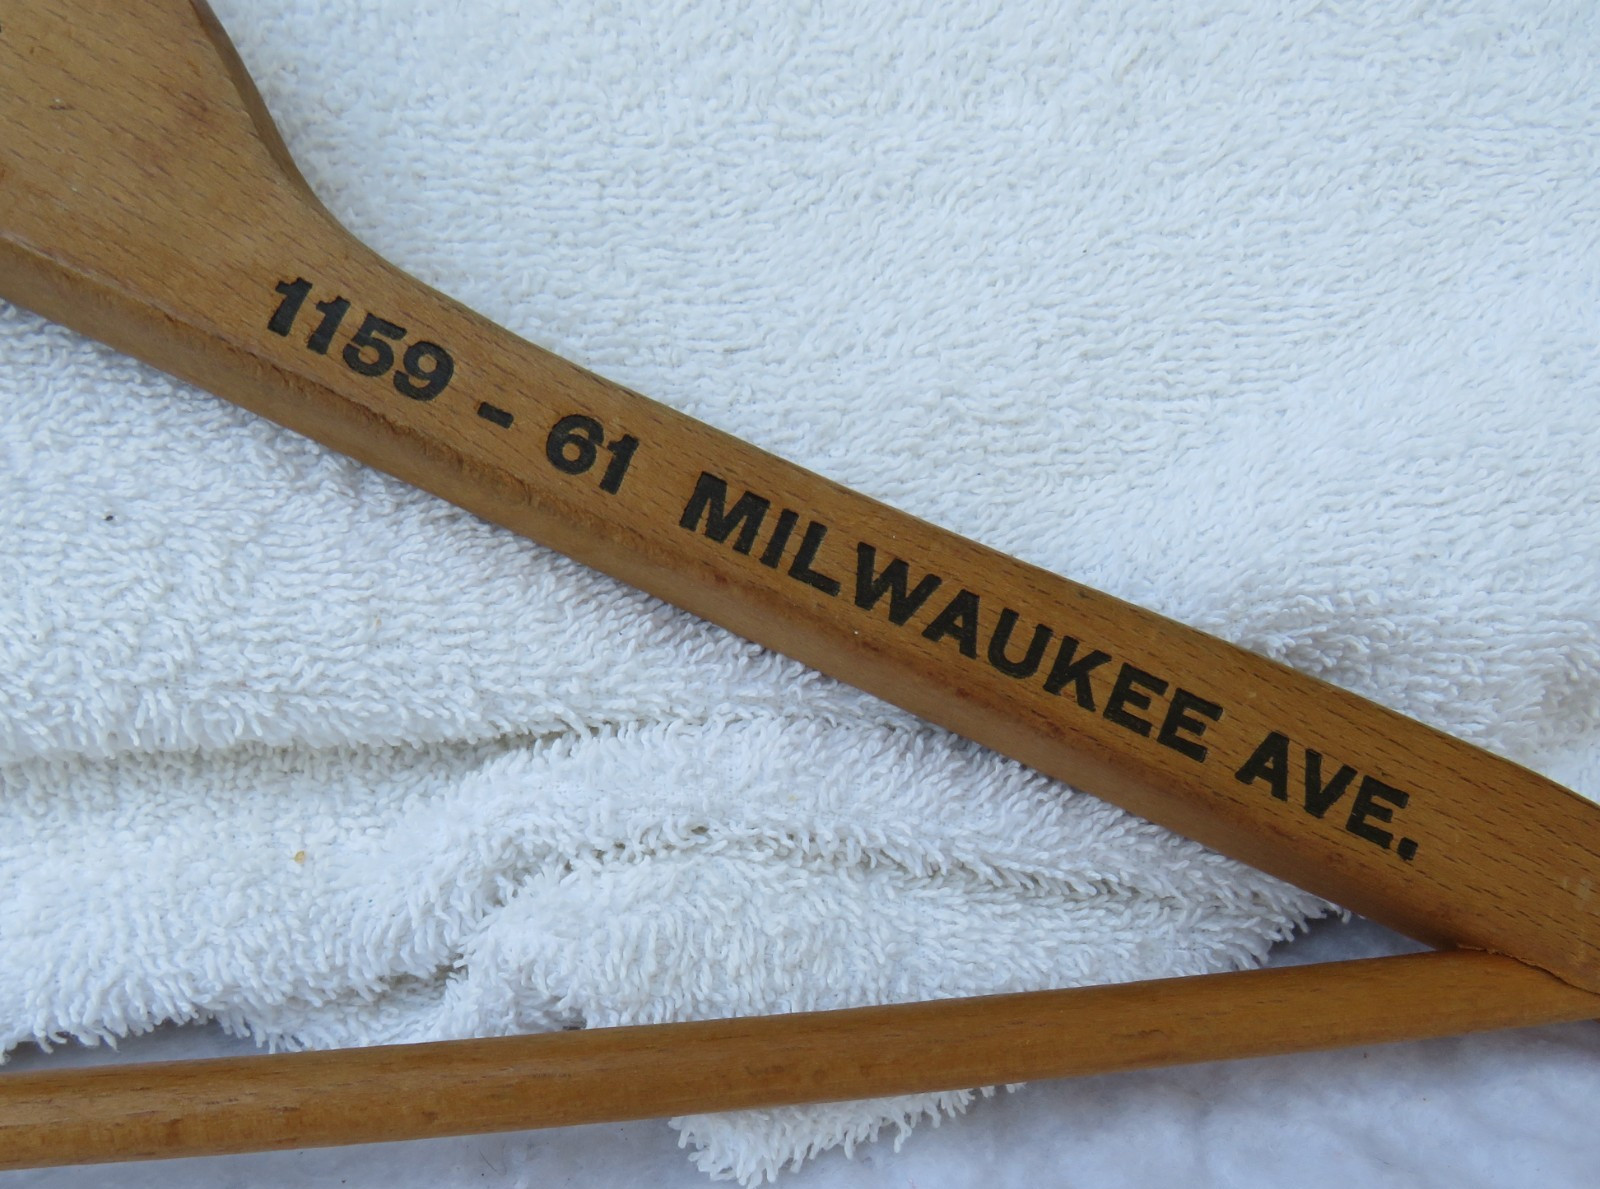 1159 - 61 MILWAUKEE AVE.